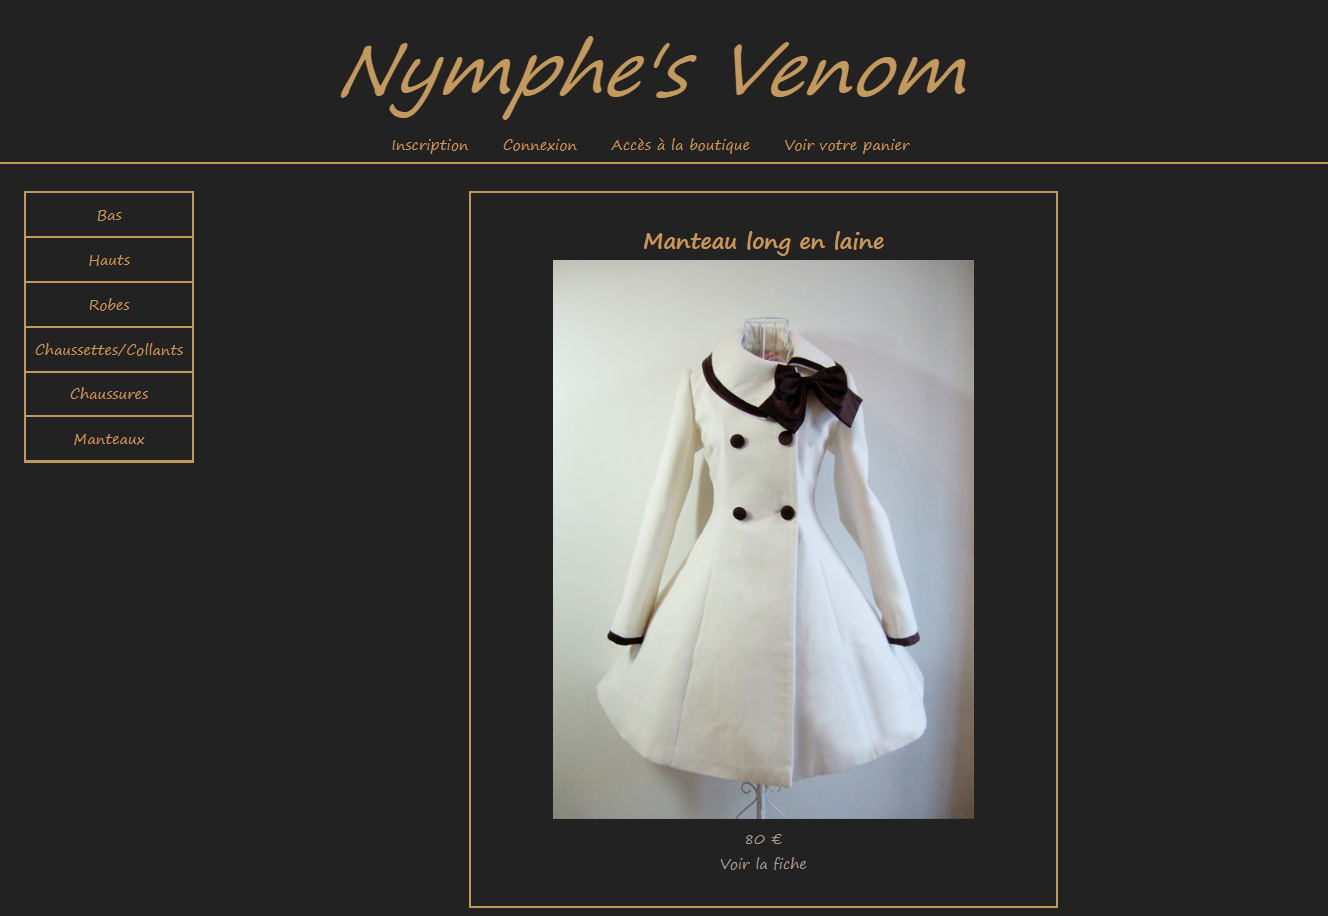 Nymphe's Venom
Inscription Connexion Accès à la boutique Voir votre panier
Bas
Hauts
Robes
Chaussettes/Collants
Chaussures
Manteaux
Manteau long en laine
80 €
Voir la fiche